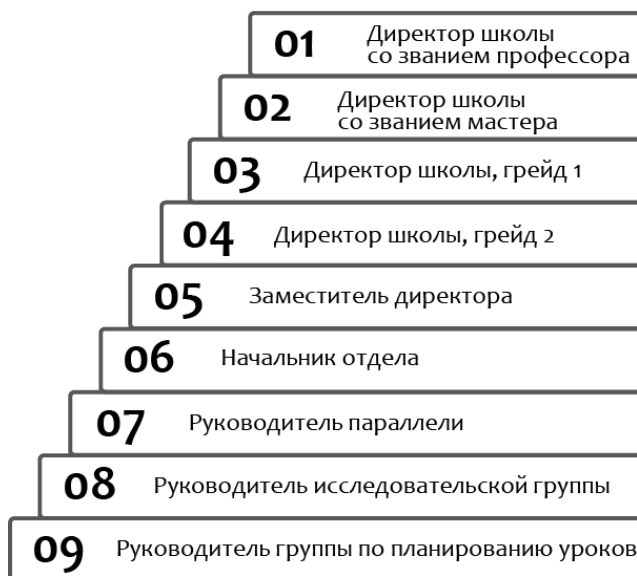 01 Директор школы
со званием профессора
02 Директор школы
со званием мастера
03 Директор школы, грейд 1
04 Директор школы, грейд 2
05 Заместитель директора
06 Начальник отдела
07 Руководитель параллели
08 Руководитель исследовательской группы
09 Руководитель группы по планированию уроков